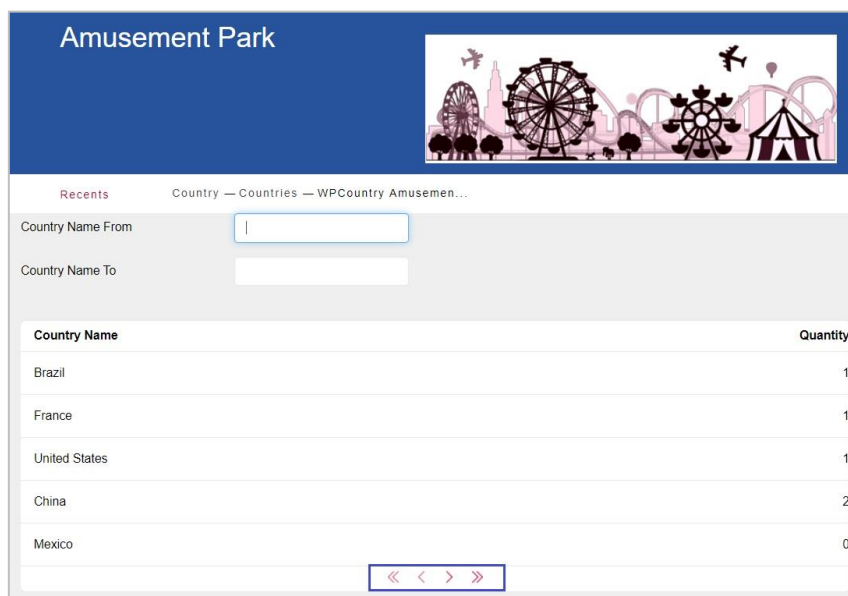 Amusement Park
Recents Country — Countries — WPCountry Amusemen...
Country Name From
Country Name To
Country Name Quantity
Brazil 1
France 1
United States 1
China 2
Mexico 0